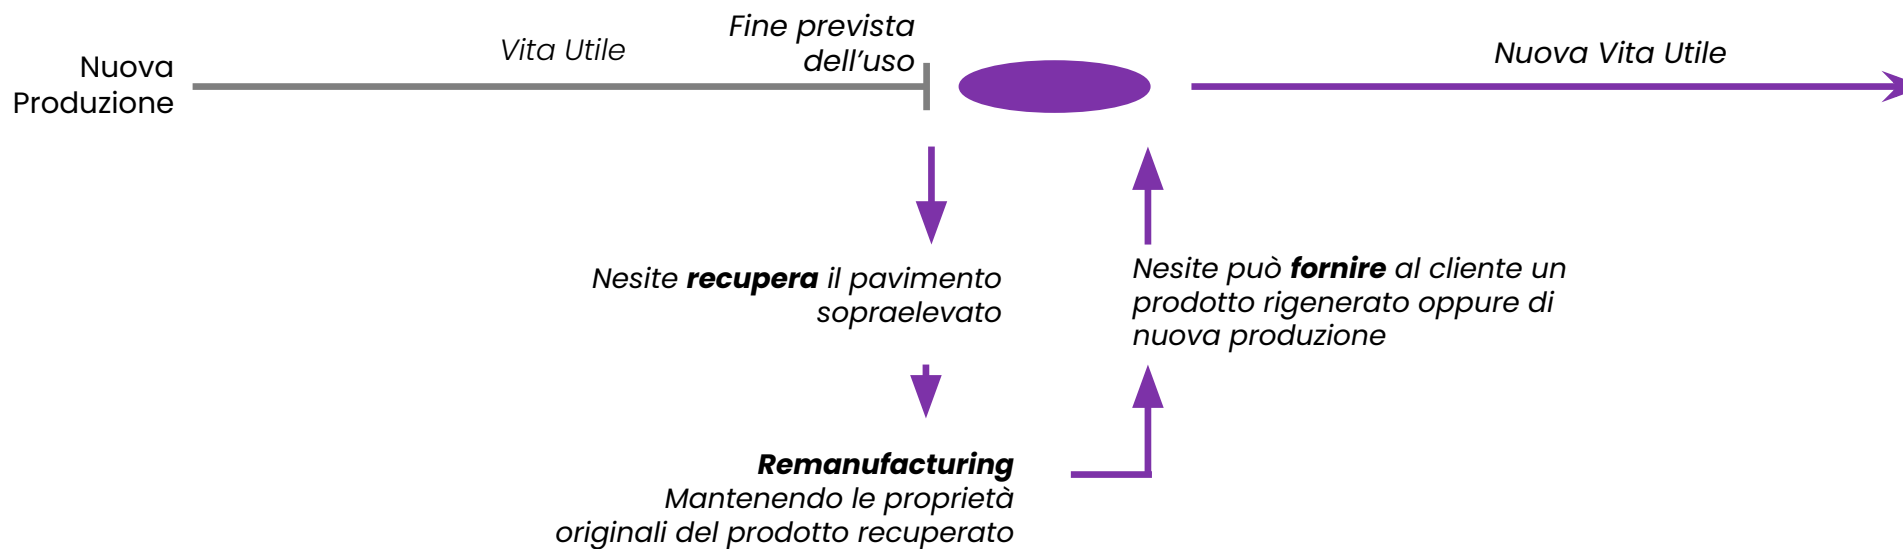 Nuova
Produzione
Vita Utile
Fine prevista
dell’uso
Nuova Vita Utile
Nesite recupera il pavimento
sopraelevato
Remanufacturing
Mantenendo le proprietà
originali del prodotto recuperato
Nesite può fornire al cliente un
prodotto rigenerato oppure di
nuova produzione